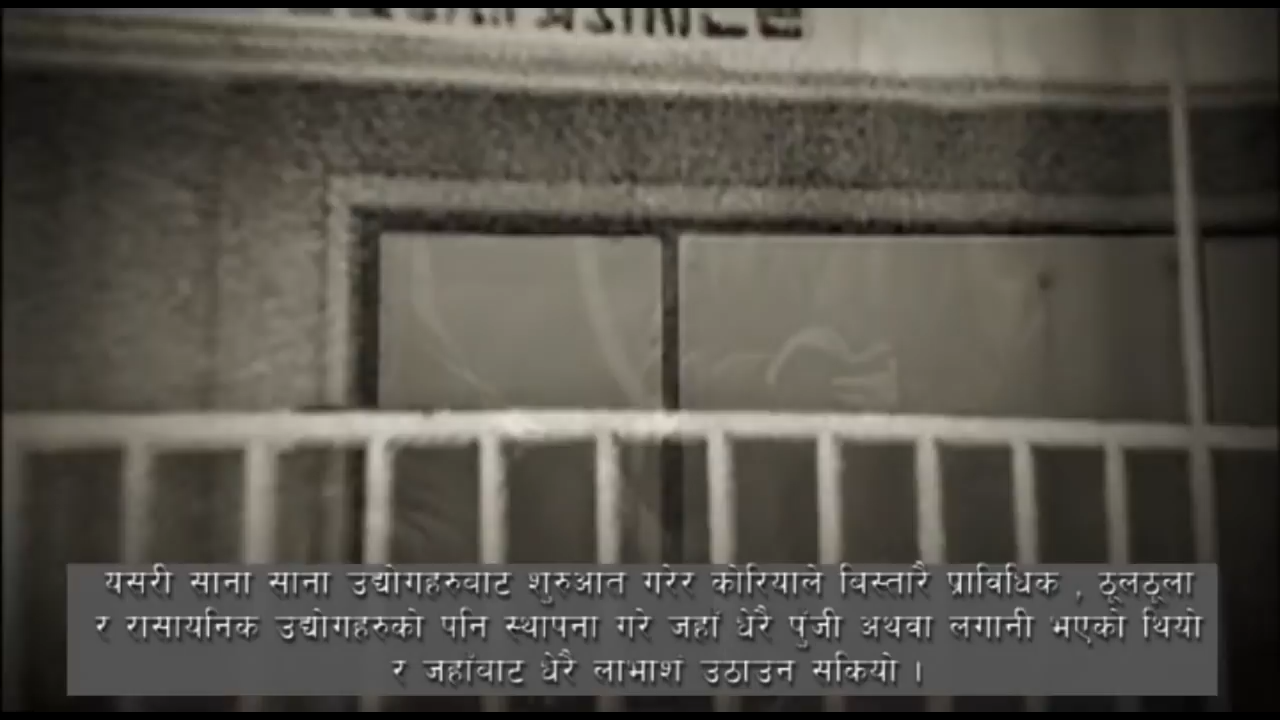 यसरी साना साना उद्योगहरुबाट शुरुआत गरेर कोरियाले बिस्तारै प्राविधिक , ठूलठूला
र रासायनिक उद्योगहरुको पनि स्थापना गरे जहाँ धेरै पुंजी अथवा लगानी भएको थियो
र जहाँबाट धेरै लाभाशं उठाउन सकियो ।